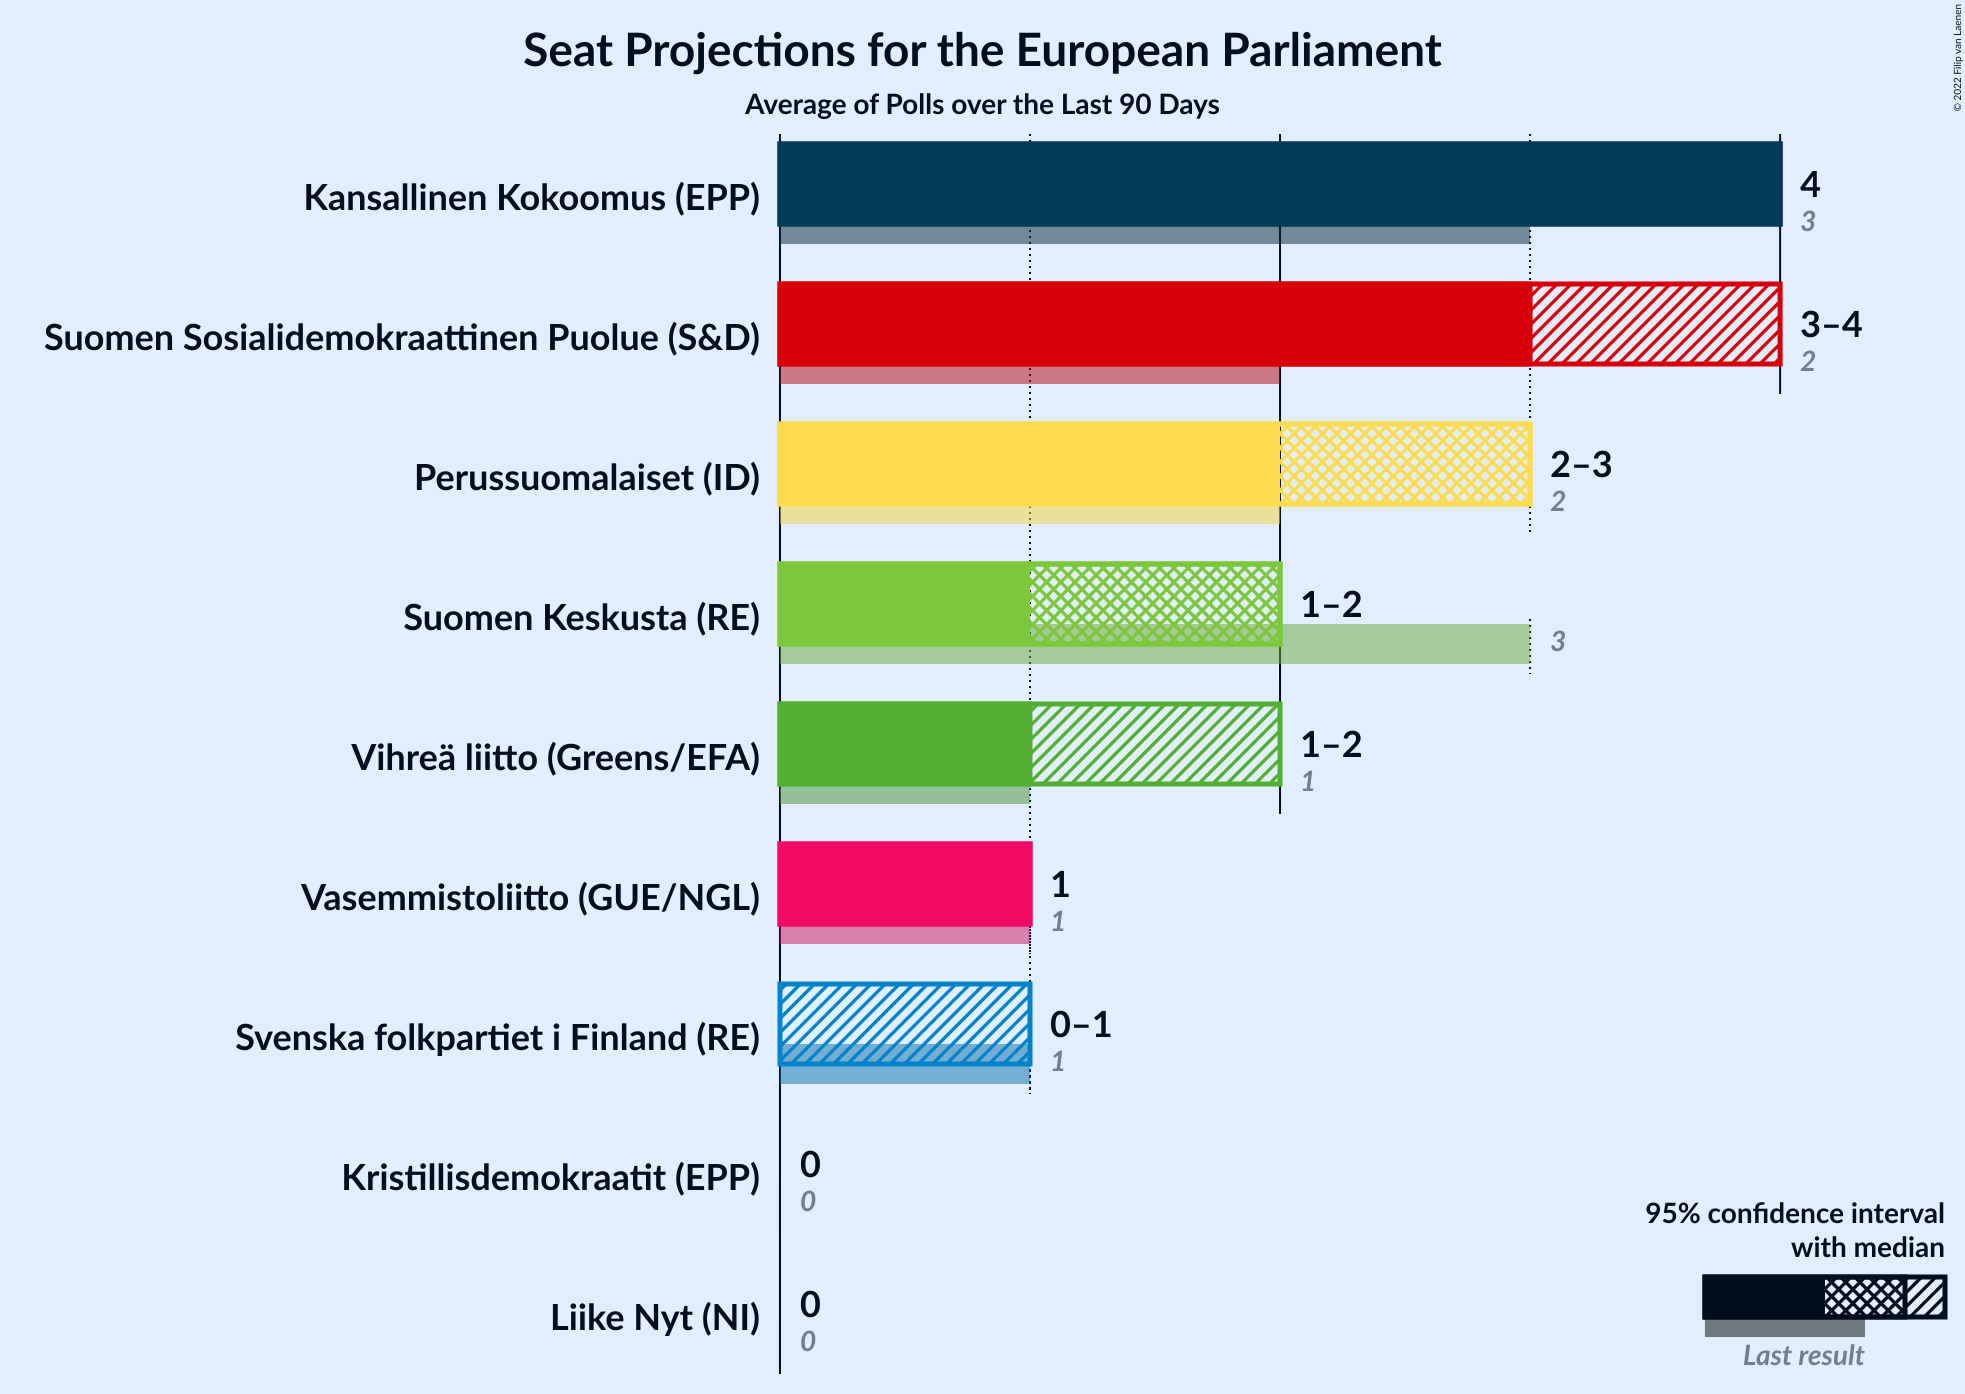 Seat Projections for the European Parliament
Average of Polls over the Last 90 Days
© 2022 Filip van Laenen
Kansallinen Kokoomus (EPP)
4
3
Suomen Sosialidemokraattinen Puolue (S&D)
3–4
2
Perussuomalaiset (ID)
2–3
2
Suomen Keskusta (RE)
1–2
3
Vihreä liitto (Greens/EFA)
1–2
1
Vasemmistoliitto (GUE/NGL)
1
1
Svenska folkpartiet i Finland (RE)
0–1
1
Kristillisdemokraatit (EPP)
0
0
Liike Nyt (NI)
0
0
95% confidence interval
with median
Last result